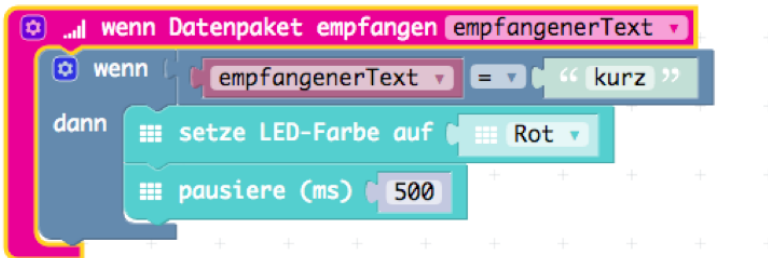 wenn Datenpaket empfangen empfangenerText
wenn empfangenerText = “ kurz ”
dann setze LED-Farbe auf Rot
pausiere (ms) 500